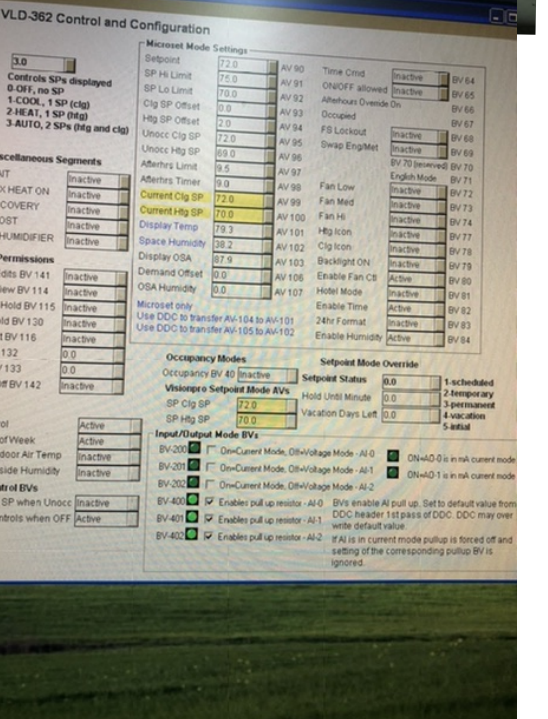 VLD-362 Control and Configuration
3.0
Controls SPs displayed
0-OFF, no SP
1-COOL, 1 SP (clg)
2-HEAT, 1 SP (htg)
3-AUTO, 2 SPs (htg and clg)
scellaneous Segments
Inactive
X HEAT ON Inactive
COVERY Inactive
OST Inactive
HUMIDIFIER Inactive
Permissions
dits BV 141 Inactive
iew BV 114 Inactive
Hold BV 115 Inactive
ld BV 130 Inactive
t BV 116 Inactive
132 0.0
133 0.0
ff BV 142 Inactive
ol Active
of Week Active
door Air Temp Inactive
side Humidity Inactive
trol BVs
SP when Unocc Inactive
ntrols when OFF Active
Microset Mode Settings
Setpoint 72.0 AV 90
SP Hi Limit 75.0 AV 91
SP Lo Limit 70.0 AV 92
Clg SP Offset 0.0 AV 93
Htg SP Offset 2.0 AV 94
Unocc Clg SP 72.0 AV 95
Unocc Htg SP 69.0 AV 96
Afterhrs Limit 9.5 AV 97
Afterhrs Timer 9.0 AV 98
Current Clg SP 72.0 AV 99
Current Htg SP 70.0 AV 100
Display Temp 79.3 AV 101
Space Humidity 38.2 AV 102
Display OSA 87.9 AV 103
Demand Offset 0.0 AV 106
OSA Humidity 0.0 AV 107
Microset only
Use DDC to transfer AV-104 to AV-101
Use DDC to transfer AV-105 to AV-102
Time Cmd Inactive BV 64
ON/OFF allowed Inactive BV 65
Afterhours Override On BV 66
Occupied BV 67
FS Lockout Inactive BV 68
Swap Eng/Met Inactive BV 69
BV 70 (reserved) BV 70
English Mode BV 71
Fan Low Inactive BV 72
Fan Med Inactive BV 73
Fan Hi Inactive BV 74
Htg Icon Inactive BV 77
Clg Icon Inactive BV 78
Backlight ON Inactive BV 79
Enable Fan Ctl Active BV 80
Hotel Mode Inactive BV 81
Enable Time Active BV 82
24hr Format Inactive BV 83
Enable Humidity Active BV 84
Occupancy Modes
Occupancy BV 40 Inactive
Visionpro Setpoint Mode AVs
SP Clg SP 72.0
SP Htg SP 70.0
Setpoint Mode Override
Setpoint Status 0.0
Hold Until Minute 0.0
Vacation Days Left 0.0
1-scheduled
2-temporary
3-permanent
4-vacation
5-intial
Input/Output Mode BVs
BV-200 On=Current Mode, Off=Voltage Mode - AI-0
BV-201 On=Current Mode, Off=Voltage Mode - AI-1
BV-202 On=Current Mode, Off=Voltage Mode - AI-2
BV-400 Enables pull up resistor - AI-0
BV-401 Enables pull up resistor - AI-1
BV-402 Enables pull up resistor - AI-2
ON=AO-0 is in mA current mode
ON=AO-1 is in mA current mode
BVs enable AI pull up. Set to default value from
DDC header 1st pass of DDC. DDC may over
write default value.
If AI is in current mode pullup is forced off and
setting of the corresponding pullup BV is
ignored.